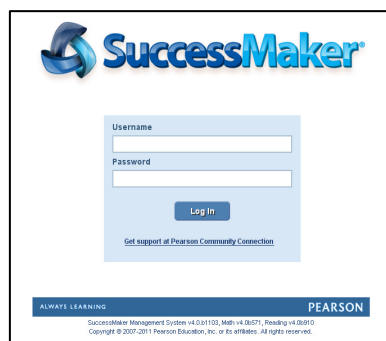 SuccessMaker®
Username
Password
Log In
Get support at Pearson Community Connection
ALWAYS LEARNING
PEARSON
SuccessMaker Management System v4.0.b1103, Math v4.0b571, Reading v4.0b910
Copyright © 2007-2011 Pearson Education, Inc. or its affiliates. All rights reserved.